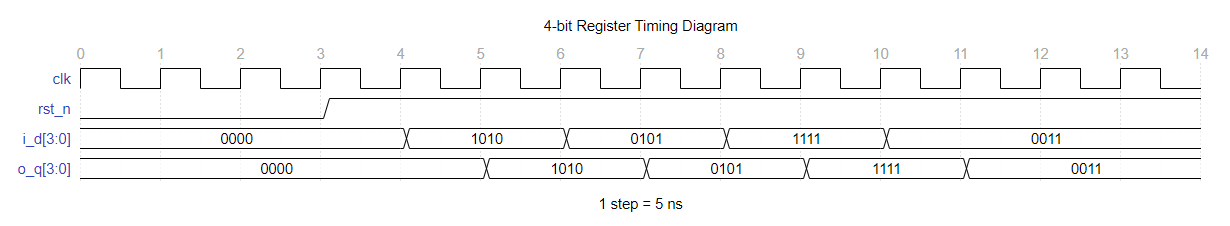 4-bit Register Timing Diagram
0 1 2 3 4 5 6 7 8 9 10 11 12 13 14
clk
rst_n
i_d[3:0] 0000 1010 0101 1111 0011
o_q[3:0] 0000 1010 0101 1111 0011
1 step = 5 ns